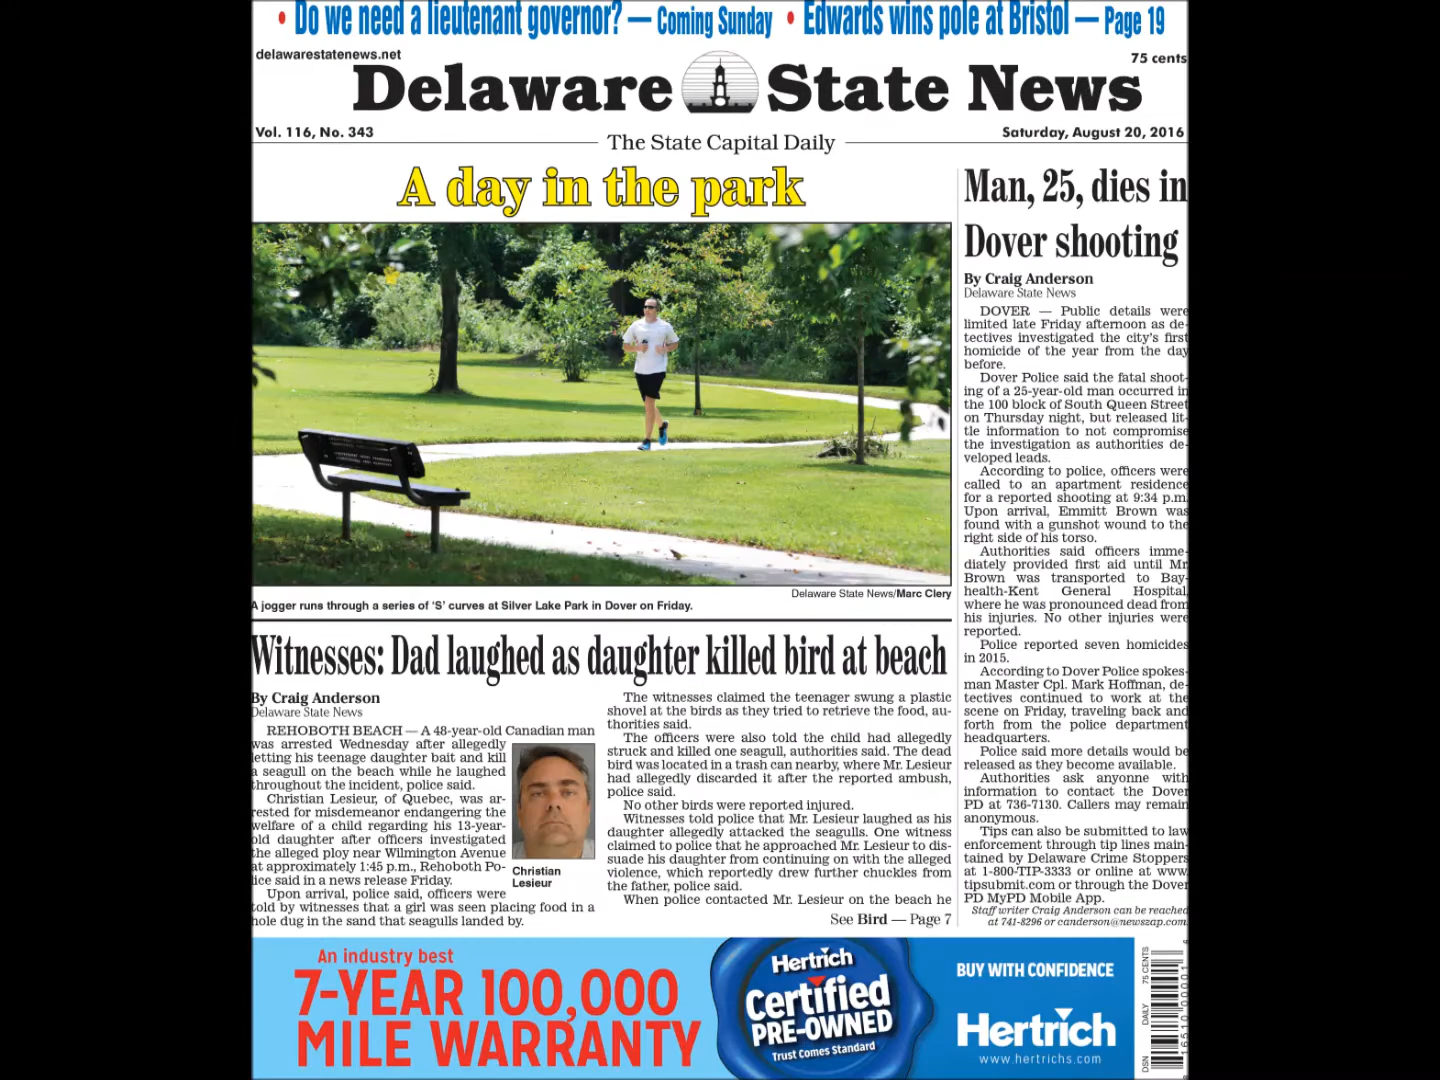 • Do we need a lieutenant governor? — Coming Sunday • Edwards wins pole at Bristol — Page 19
delawarestatenews.net
75 cents
Delaware State News
Vol. 116, No. 343
Saturday, August 20, 2016
The State Capital Daily
A day in the park
Delaware State News/Marc Clery
A jogger runs through a series of ‘S’ curves at Silver Lake Park in Dover on Friday.
Witnesses: Dad laughed as daughter killed bird at beach
By Craig Anderson
Delaware State News
REHOBOTH BEACH — A 48-year-old Canadian man
was arrested Wednesday after allegedly
letting his teenage daughter bait and kill
a seagull on the beach while he laughed
throughout the incident, police said.
Christian Lesieur, of Quebec, was ar-
rested for misdemeanor endangering the
welfare of a child regarding his 13-year-
old daughter after officers investigated
the alleged ploy near Wilmington Avenue
at approximately 1:45 p.m., Rehoboth Po-
lice said in a news release Friday.
Upon arrival, police said, officers were
told by witnesses that a girl was seen placing food in a
hole dug in the sand that seagulls landed by.
Christian
Lesieur
The witnesses claimed the teenager swung a plastic
shovel at the birds as they tried to retrieve the food, au-
thorities said.
The officers were also told the child had allegedly
struck and killed one seagull, authorities said. The dead
bird was located in a trash can nearby, where Mr. Lesieur
had allegedly discarded it after the reported ambush,
police said.
No other birds were reported injured.
Witnesses told police that Mr. Lesieur laughed as his
daughter allegedly attacked the seagulls. One witness
claimed to police that he approached Mr. Lesieur to dis-
suade his daughter from continuing on with the alleged
violence, which reportedly drew further chuckles from
the father, police said.
When police contacted Mr. Lesieur on the beach he
See Bird — Page 7
Man, 25, dies in
Dover shooting
By Craig Anderson
Delaware State News
DOVER — Public details were
limited late Friday afternoon as de-
tectives investigated the city’s first
homicide of the year from the day
before.
Dover Police said the fatal shoot-
ing of a 25-year-old man occurred in
the 100 block of South Queen Street
on Thursday night, but released lit-
tle information to not compromise
the investigation as authorities de-
veloped leads.
According to police, officers were
called to an apartment residence
for a reported shooting at 9:34 p.m.
Upon arrival, Emmitt Brown was
found with a gunshot wound to the
right side of his torso.
Authorities said officers imme-
diately provided first aid until Mr.
Brown was transported to Bay-
health-Kent General Hospital,
where he was pronounced dead from
his injuries. No other injuries were
reported.
Police reported seven homicides
in 2015.
According to Dover Police spokes-
man Master Cpl. Mark Hoffman, de-
tectives continued to work at the
scene on Friday, traveling back and
forth from the police department
headquarters.
Police said more details would be
released as they become available.
Authorities ask anyonne with
information to contact the Dover
PD at 736-7130. Callers may remain
anonymous.
Tips can also be submitted to law
enforcement through tip lines main-
tained by Delaware Crime Stoppers
at 1-800-TIP-3333 or online at www.
tipsubmit.com or through the Dover
PD MyPD Mobile App.
Staff writer Craig Anderson can be reached
at 741-8296 or canderson@newszap.com.
An industry best
7-YEAR 100,000
MILE WARRANTY
Hertrich
Certified
PRE-OWNED
Trust Comes Standard
BUY WITH CONFIDENCE
Hertrich
www.hertrichs.com
DSN DAILY 75 CENTS